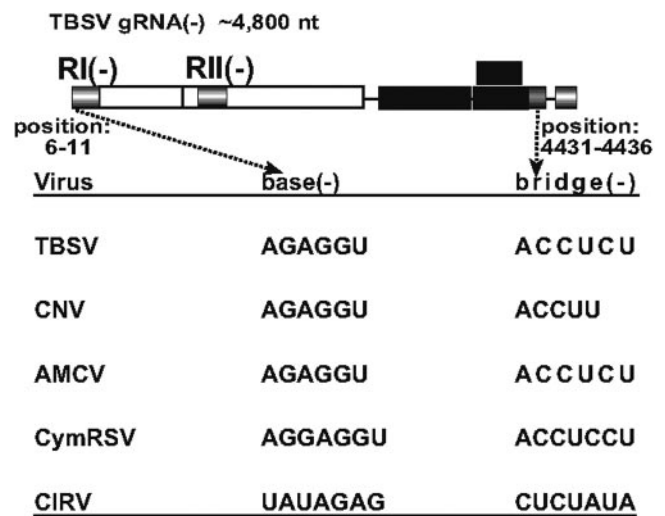 TBSV gRNA(-) ~4,800 nt
RI(-) RII(-)
position: 6-11
position: 4431-4436
Virus base(-) bridge(-)
TBSV AGAGGU ACCUCU
CNV AGAGGU ACCUU
AMCV AGAGGU ACCUCU
CymRSV AGGAGGU ACCUCCU
CIRV UAUAGAG CUCUAUA